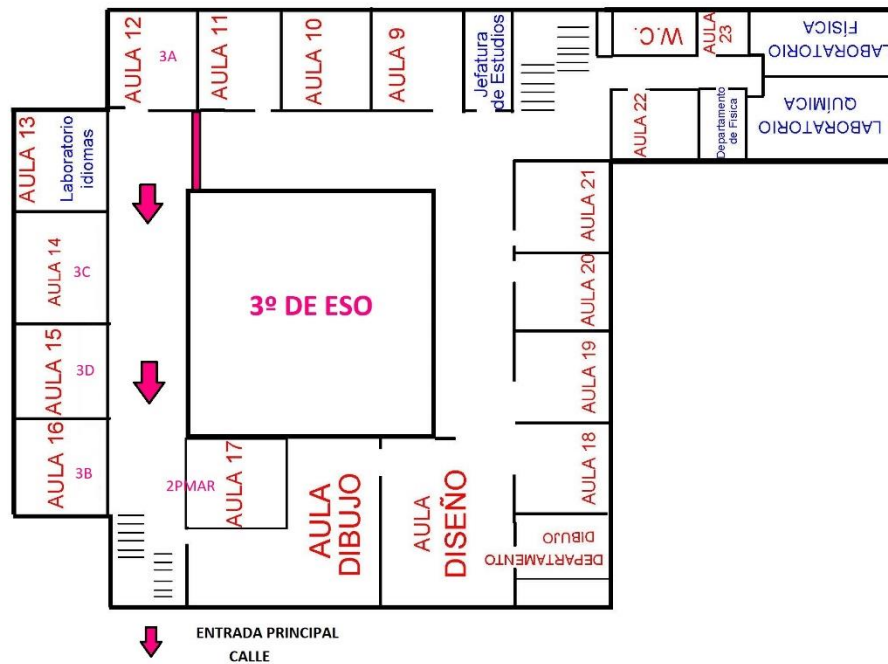 AULA 12
3A
AULA 11
AULA 10
AULA 9
Jefatura
de Estudios
W.C.
AULA
23
LABORATORIO
FÍSICA
LABORATORIO
QUÍMICA
AULA 22
Departamento
de Fisica
AULA 13
Laboratorio
idiomas
AULA 14
3C
AULA 15
3D
AULA 16
3B
3º DE ESO
AULA 21
AULA 20
AULA 19
AULA 18
2PMAR
AULA 17
AULA
DIBUJO
AULA
DISEÑO
DEPARTAMENTO
DIBUJO
ENTRADA PRINCIPAL
CALLE